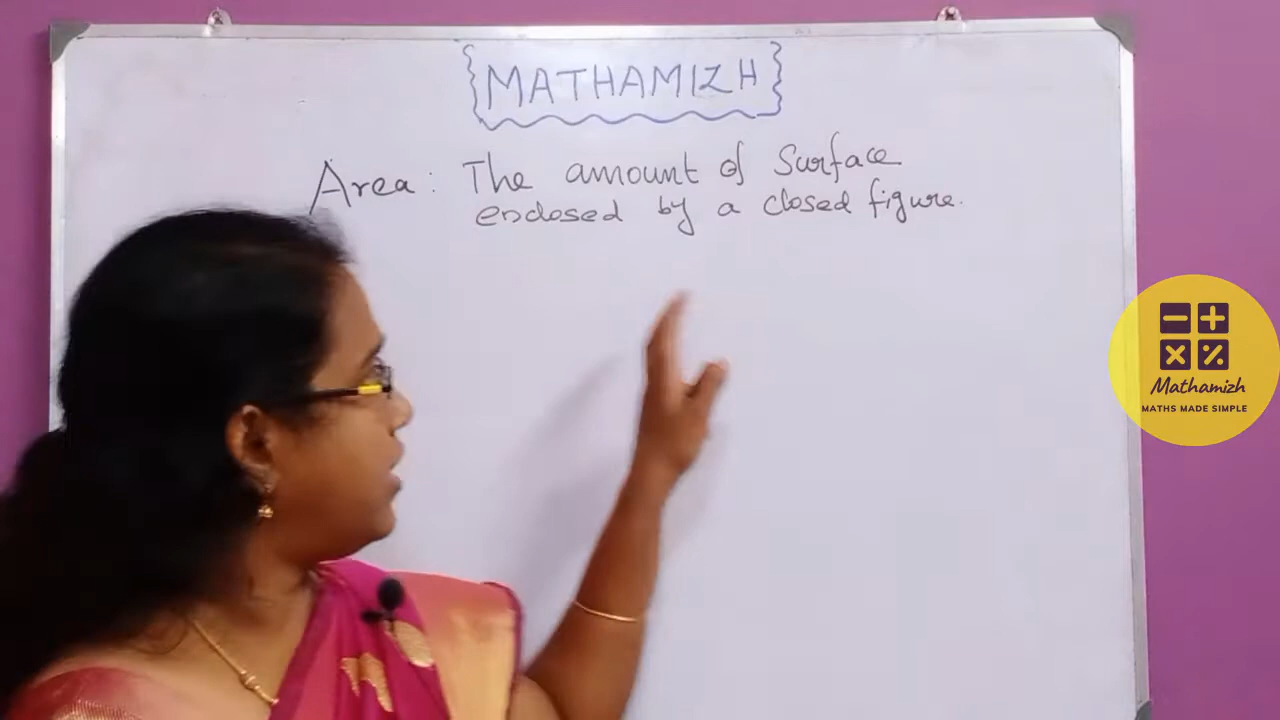 MATHAMIZH
Area: The amount of Surface
enclosed by a closed figure.
Mathamizh
MATHS MADE SIMPLE